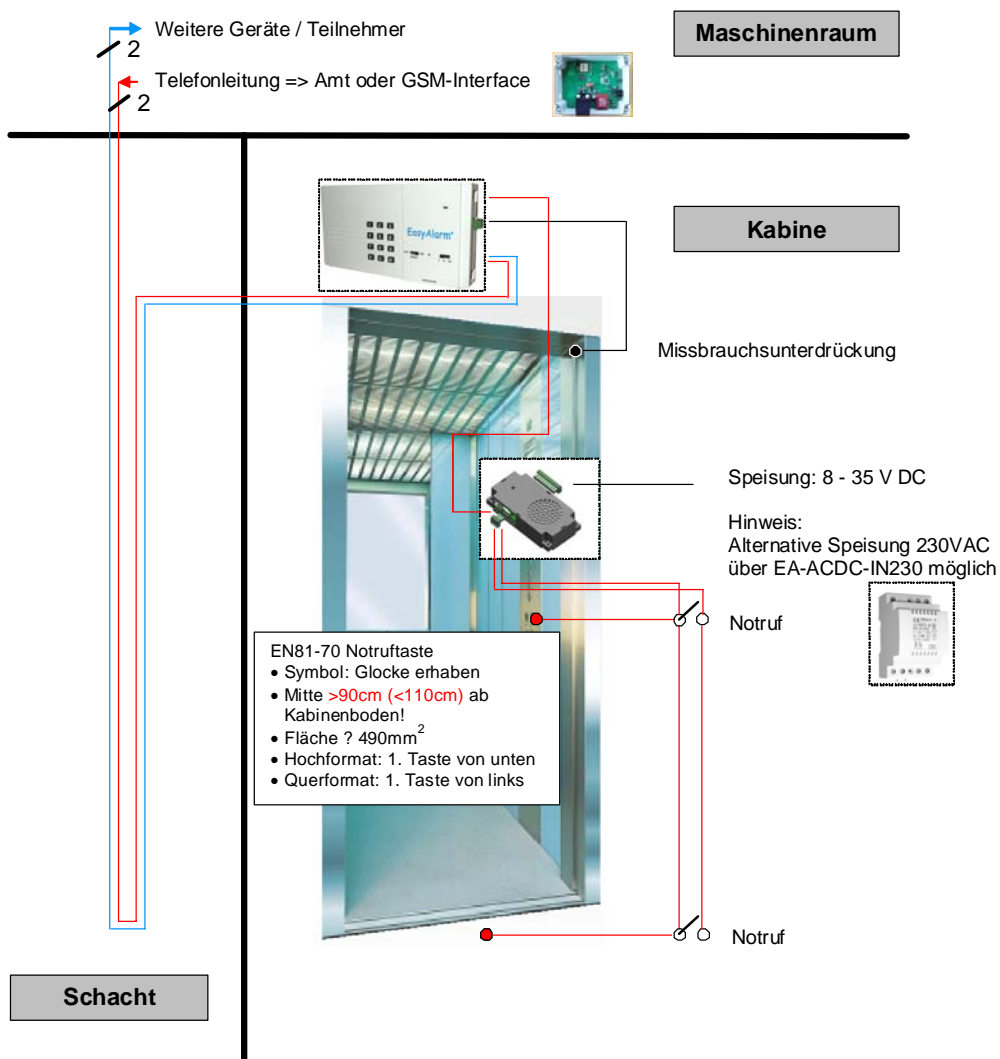 Weitere Geräte / Teilnehmer
2
Maschinenraum
Telefonleitung => Amt oder GSM-Interface
2
Kabine
EasyAlarm
Missbrauchsunterdrückung
Speisung: 8 - 35 V DC
Hinweis:
Alternative Speisung 230VAC
über EA-ACDC-IN230 möglich
Notruf
EN81-70 Notruftaste
• Symbol: Glocke erhaben
• Mitte >90cm (<110cm) ab
Kabinenboden!
• Fläche ? 490mm²
• Hochformat: 1. Taste von unten
• Querformat: 1. Taste von links
Notruf
Schacht